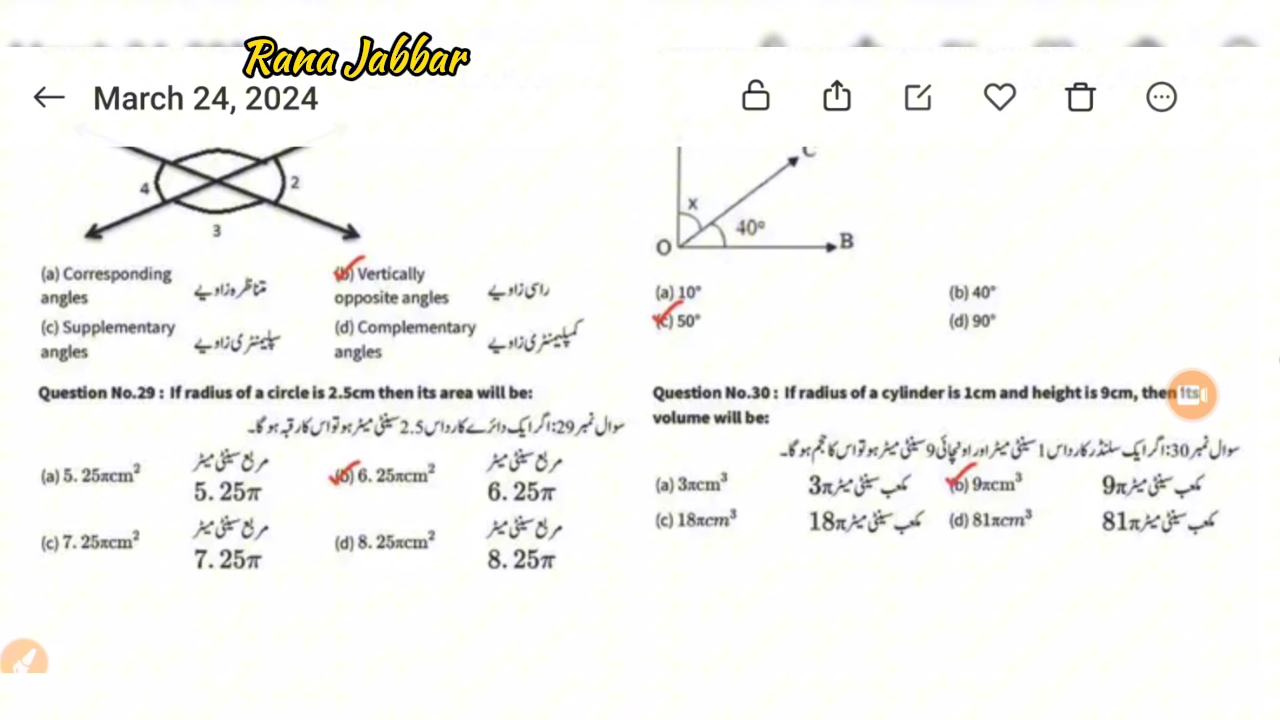 Rana Jabbar
March 24, 2024
4
2
3
(a) Corresponding angles
متناظرہ زاویے
(b) Vertically opposite angles
راسی زاویے
(c) Supplementary angles
سپلیمنٹری زاویے
(d) Complementary angles
کمپلیمنٹری زاویے
C
x
40°
O
B
(a) 10°
(b) 40°
(c) 50°
(d) 90°
Question No.29 : If radius of a circle is 2.5cm then its area will be:
سوال نمبر 29: اگر ایک دائرے کا رداس 2.5 سینٹی میٹر ہو تو اس کا رقبہ ہو گا۔
(a) 5. 25πcm²
مربع سینٹی میٹر
5. 25π
(b) 6. 25πcm²
مربع سینٹی میٹر
6. 25π
(c) 7. 25πcm²
مربع سینٹی میٹر
7. 25π
(d) 8. 25πcm²
مربع سینٹی میٹر
8. 25π
Question No.30 : If radius of a cylinder is 1cm and height is 9cm, then its
volume will be:
سوال نمبر 30: اگر ایک سلنڈر کا رداس 1 سینٹی میٹر اور اونچائی 9 سینٹی میٹر ہو تو اس کا حجم ہو گا۔
(a) 3πcm³
مکعب سینٹی میٹر 3π
(b) 9πcm³
مکعب سینٹی میٹر 9π
(c) 18πcm³
مکعب سینٹی میٹر 18π
(d) 81πcm³
مکعب سینٹی میٹر 81π